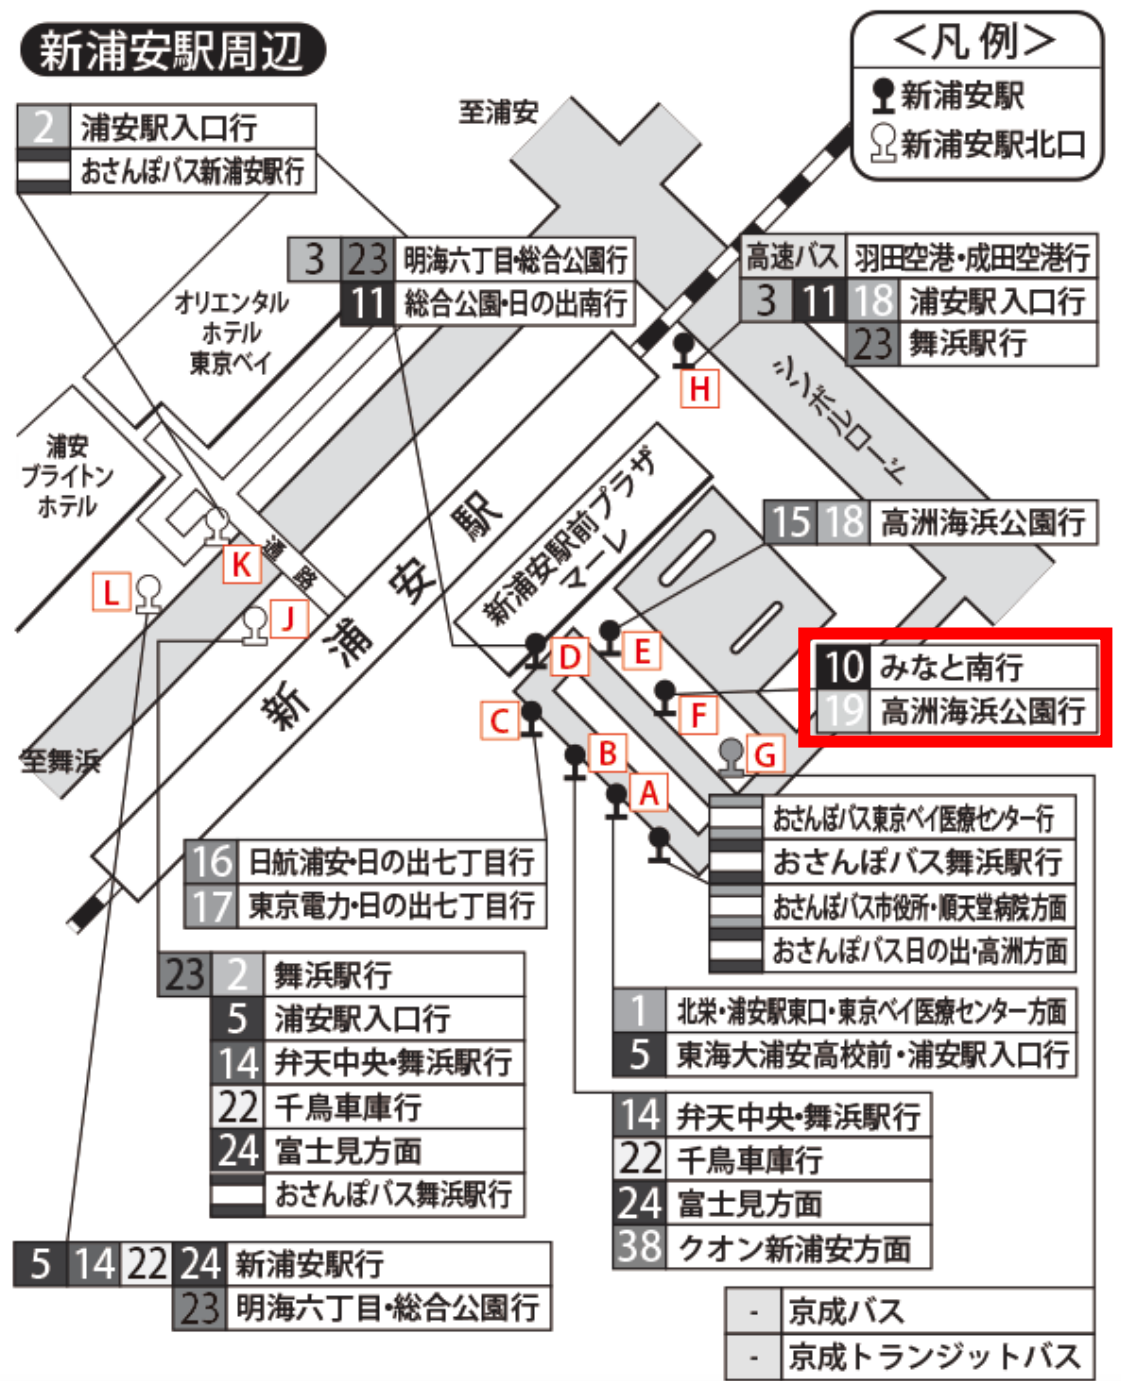 新浦安駅周辺
＜凡例＞
新浦安駅
新浦安駅北口
至浦安
2 浦安駅入口行
おさんぽバス新浦安駅行
3 23 明海六丁目・総合公園行
11 総合公園・日の出南行
高速バス 羽田空港・成田空港行
3 11 18 浦安駅入口行
23 舞浜駅行
オリエンタル
ホテル
東京ベイ
H
シンボルロード
浦安
ブライトン
ホテル
新浦安駅前プラザ
マーレ
15 18 高洲海浜公園行
通路
K
L
J
新浦安駅
D
E
10 みなと南行
19 高洲海浜公園行
C
F
B
G
A
至舞浜
おさんぽバス東京ベイ医療センター行
おさんぽバス舞浜駅行
おさんぽバス市役所・順天堂病院方面
おさんぽバス日の出・高洲方面
16 日航浦安・日の出七丁目行
17 東京電力・日の出七丁目行
23 2 舞浜駅行
5 浦安駅入口行
14 弁天中央・舞浜駅行
22 千鳥車庫行
24 富士見方面
おさんぽバス舞浜駅行
1 北栄・浦安駅東口・東京ベイ医療センター方面
5 東海大浦安高校前・浦安駅入口行
14 弁天中央・舞浜駅行
22 千鳥車庫行
24 富士見方面
38 クオン新浦安方面
5 14 22 24 新浦安駅行
23 明海六丁目・総合公園行
- 京成バス
- 京成トランジットバス